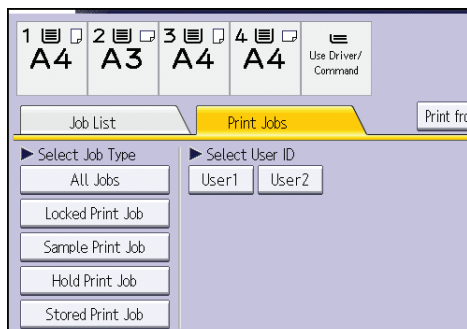 1 2 3 4
A4 A3 A4 A4 Use Driver/
Command
Job List Print Jobs Print fro
Select Job Type Select User ID
All Jobs User1 User2
Locked Print Job
Sample Print Job
Hold Print Job
Stored Print Job